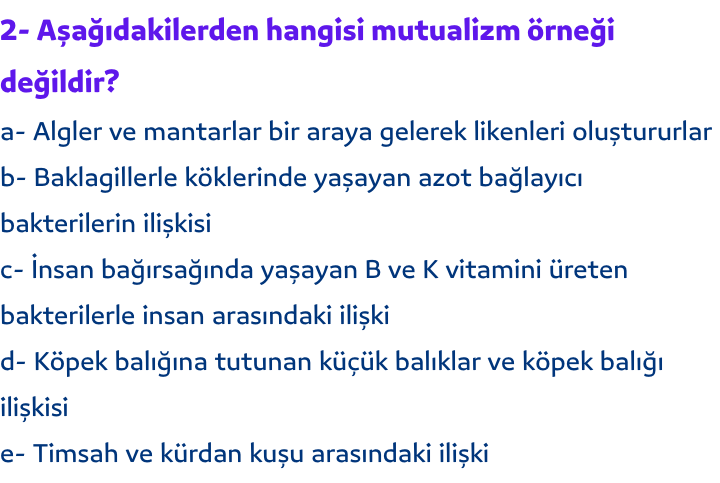 2- Aşağıdakilerden hangisi mutualizm örneği
değildir?
a- Algler ve mantarlar bir araya gelerek likenleri oluştururlar
b- Baklagillerle köklerinde yaşayan azot bağlayıcı
bakterilerin ilişkisi
c- İnsan bağırsağında yaşayan B ve K vitamini üreten
bakterilerle insan arasındaki ilişki
d- Köpek balığına tutunan küçük balıklar ve köpek balığı
ilişkisi
e- Timsah ve kürdan kuşu arasındaki ilişki